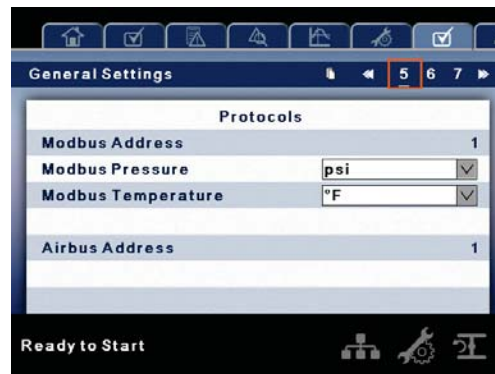 General Settings 5 6 7
Protocols
Modbus Address 1
Modbus Pressure psi
Modbus Temperature °F
Airbus Address 1
Ready to Start